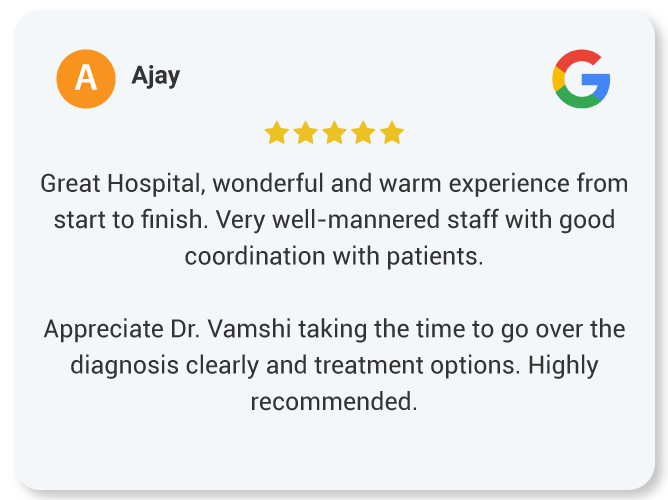 A
Ajay
G
Great Hospital, wonderful and warm experience from
start to finish. Very well-mannered staff with good
coordination with patients.
Appreciate Dr. Vamshi taking the time to go over the
diagnosis clearly and treatment options. Highly
recommended.